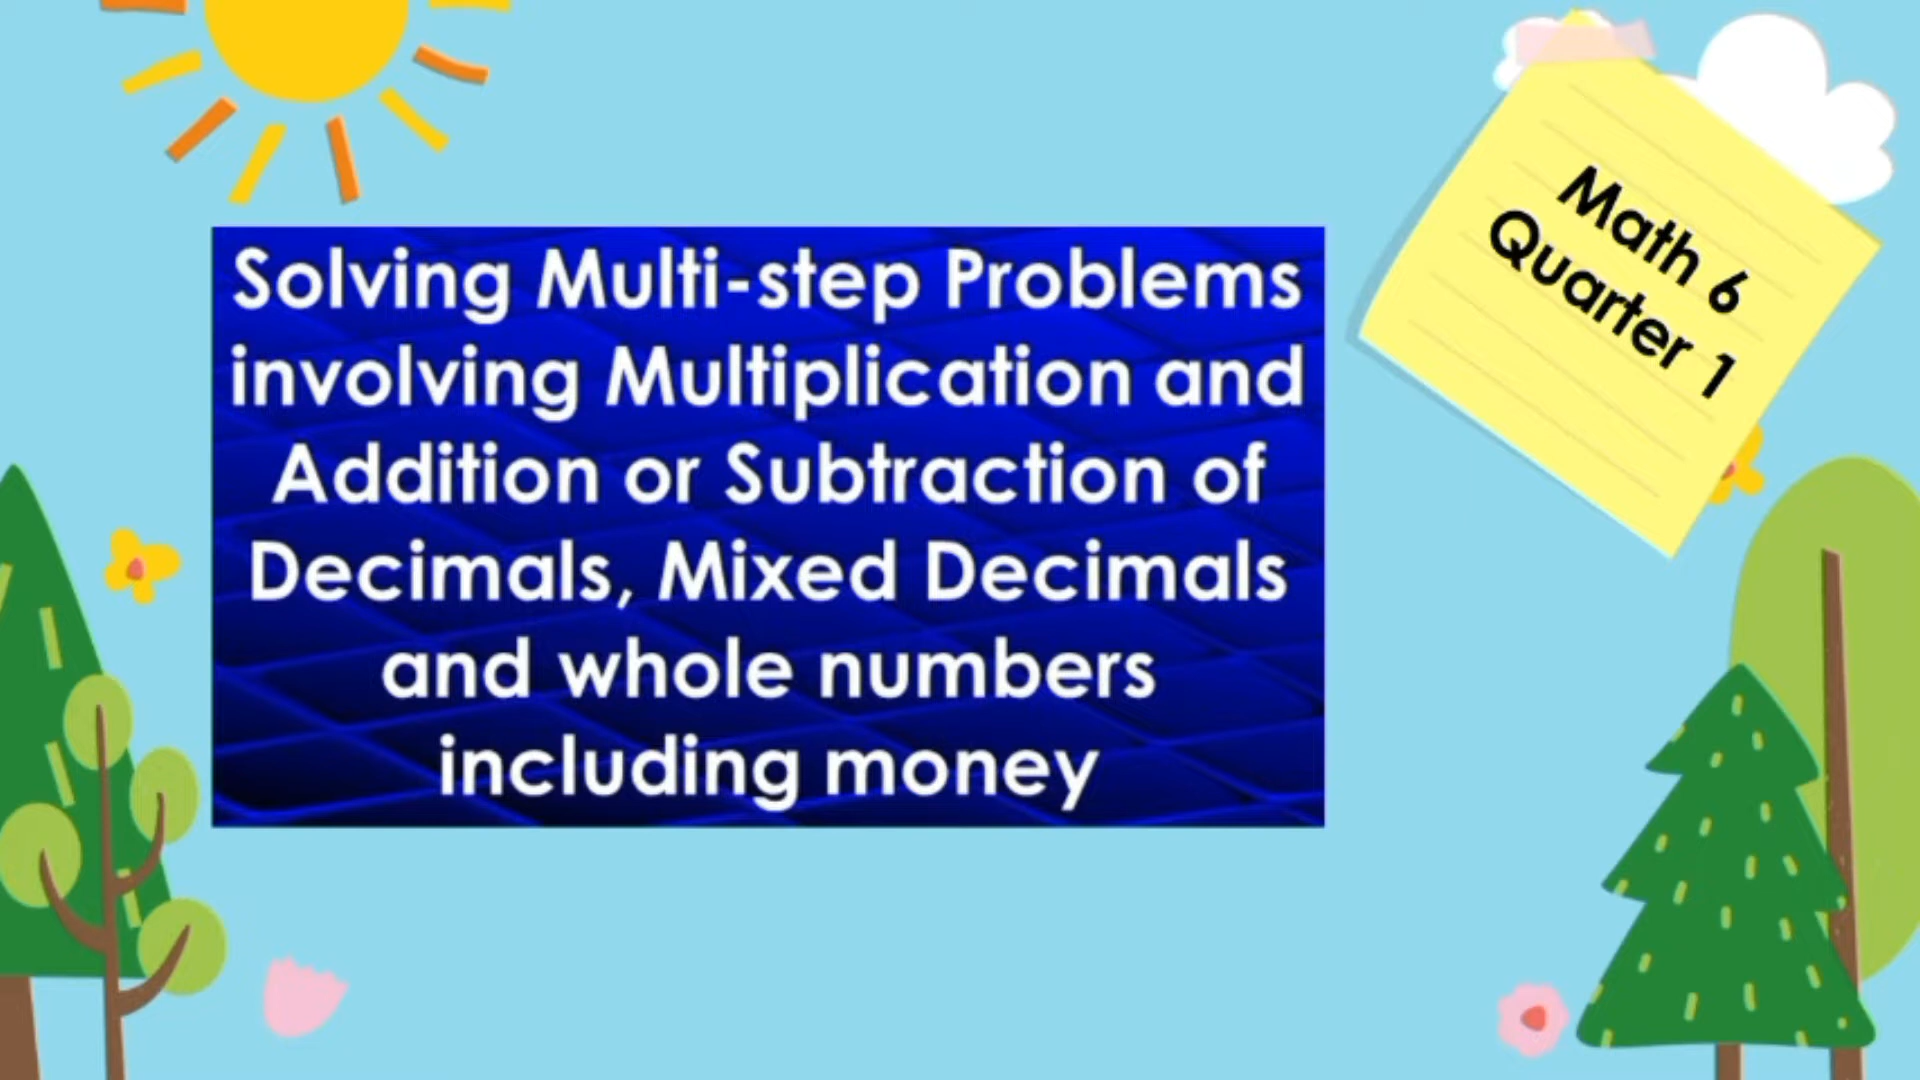 Solving Multi-step Problems
involving Multiplication and
Addition or Subtraction of
Decimals, Mixed Decimals
and whole numbers
including money
Math 6
Quarter 1